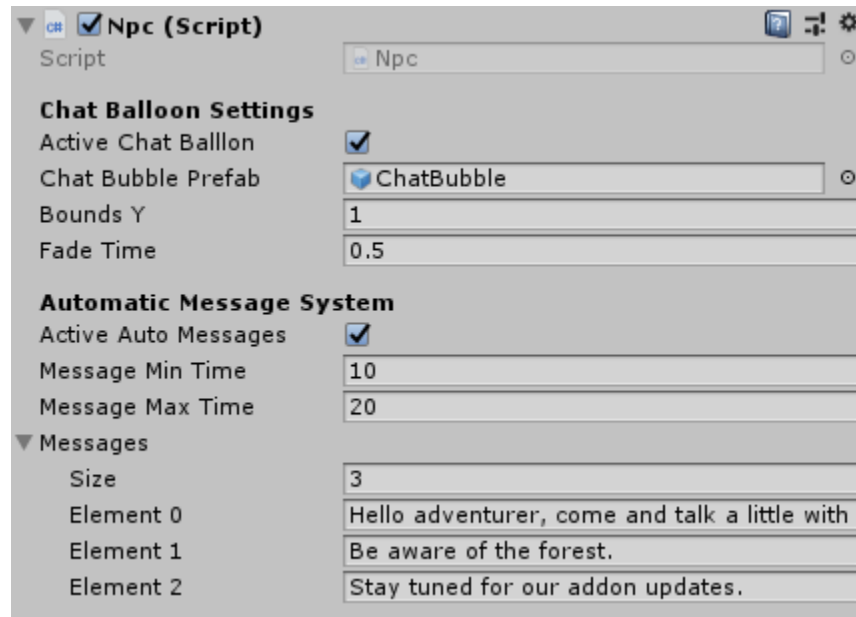 Npc (Script)
Script Npc
Chat Balloon Settings
Active Chat Balllon
Chat Bubble Prefab ChatBubble
Bounds Y 1
Fade Time 0.5
Automatic Message System
Active Auto Messages
Message Min Time 10
Message Max Time 20
Messages
Size 3
Element 0 Hello adventurer, come and talk a little with
Element 1 Be aware of the forest.
Element 2 Stay tuned for our addon updates.